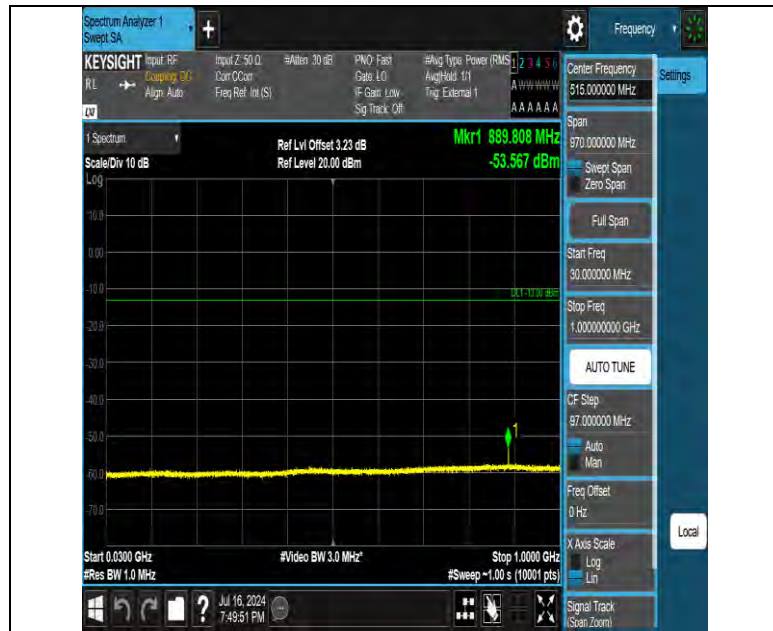 Spectrum Analyzer 1
Swept SA
+
Frequency
KEYSIGHT
RL
LXI
Input: RF
Coupling: DC
Align: Auto
Input Z: 50 Ω
Corr CCorr
Freq Ref: Int (S)
#Atten: 30 dB
PNO: Fast
Gate: LO
IF Gain: Low
Sig Track: Off
#Avg Type: Power (RMS
Avg|Hold: 1/1
Trig: External 1
1 2 3 4 5 6
A W W W W W
A A A A A A
1 Spectrum
Scale/Div 10 dB
Log
Ref Lvl Offset 3.23 dB
Ref Level 20.00 dBm
Mkr1 889.808 MHz
-53.567 dBm
10.0
0.00
-10.0
DL1 -13.00 dBm
-20.0
-30.0
-40.0
1
-50.0
-60.0
-70.0
Start 0.0300 GHz
#Res BW 1.0 MHz
#Video BW 3.0 MHz*
Stop 1.0000 GHz
#Sweep ~1.00 s (10001 pts)
?
Jul 16, 2024
7:49:51 PM
Center Frequency
515.000000 MHz
Settings
Span
970.000000 MHz
Swept Span
Zero Span
Full Span
Start Freq
30.000000 MHz
Stop Freq
1.000000000 GHz
AUTO TUNE
CF Step
97.000000 MHz
Auto
Man
Freq Offset
0 Hz
X Axis Scale
Log
Lin
Local
Signal Track
(Span Zoom)